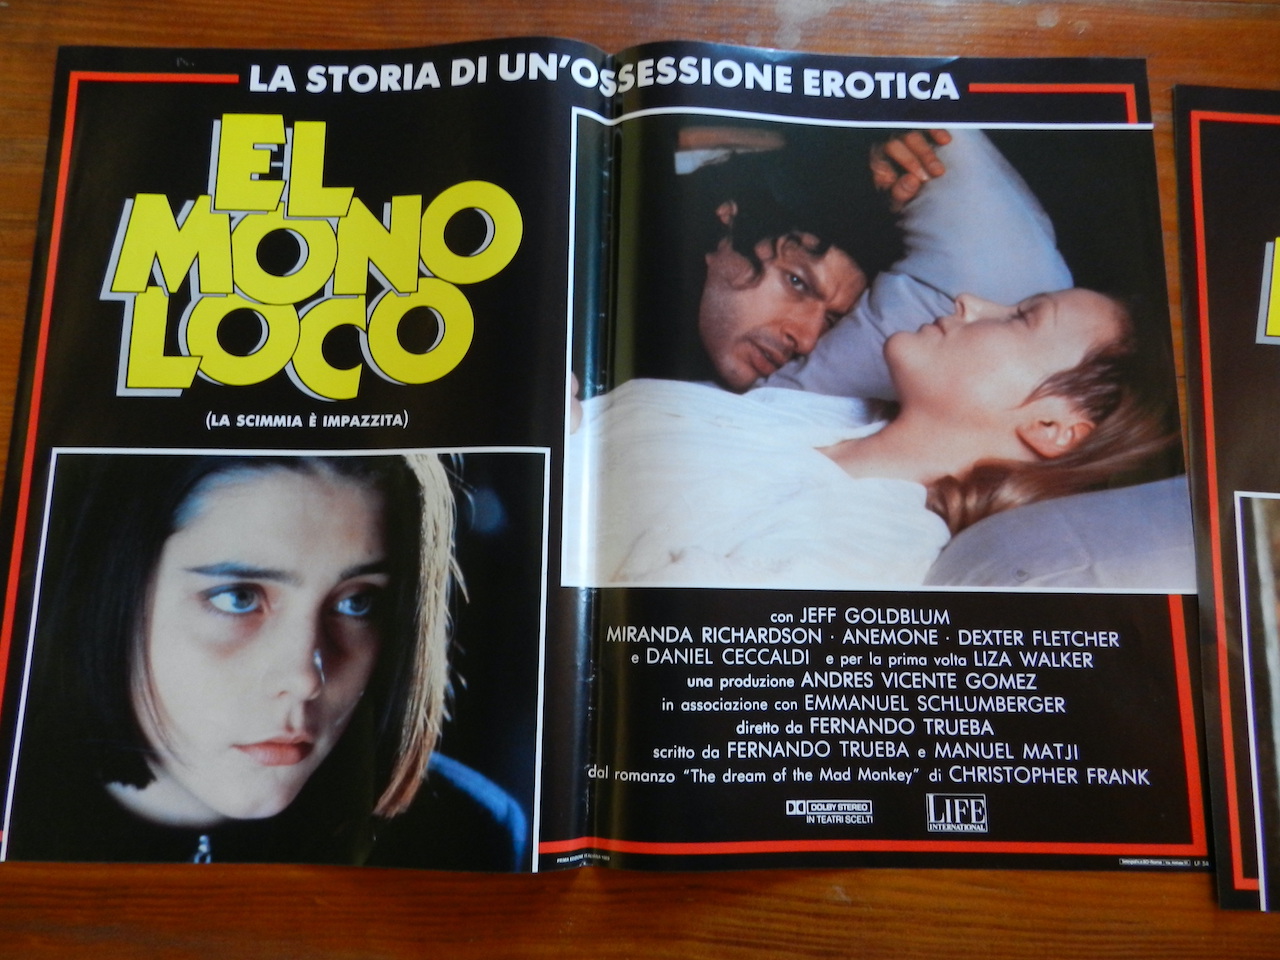 LA STORIA DI UN'OSSESSIONE EROTICA
EL
MONO
LOCO
(LA SCIMMIA È IMPAZZITA)
con JEFF GOLDBLUM
MIRANDA RICHARDSON · ANEMONE · DEXTER FLETCHER
e DANIEL CECCALDI e per la prima volta LIZA WALKER
una produzione ANDRES VICENTE GOMEZ
in associazione con EMMANUEL SCHLUMBERGER
diretto da FERNANDO TRUEBA
scritto da FERNANDO TRUEBA e MANUEL MATJI
dal romanzo "The dream of the Mad Monkey" di CHRISTOPHER FRANK
DOLBY STEREO
IN TEATRI SCELTI
LIFE
INTERNATIONAL